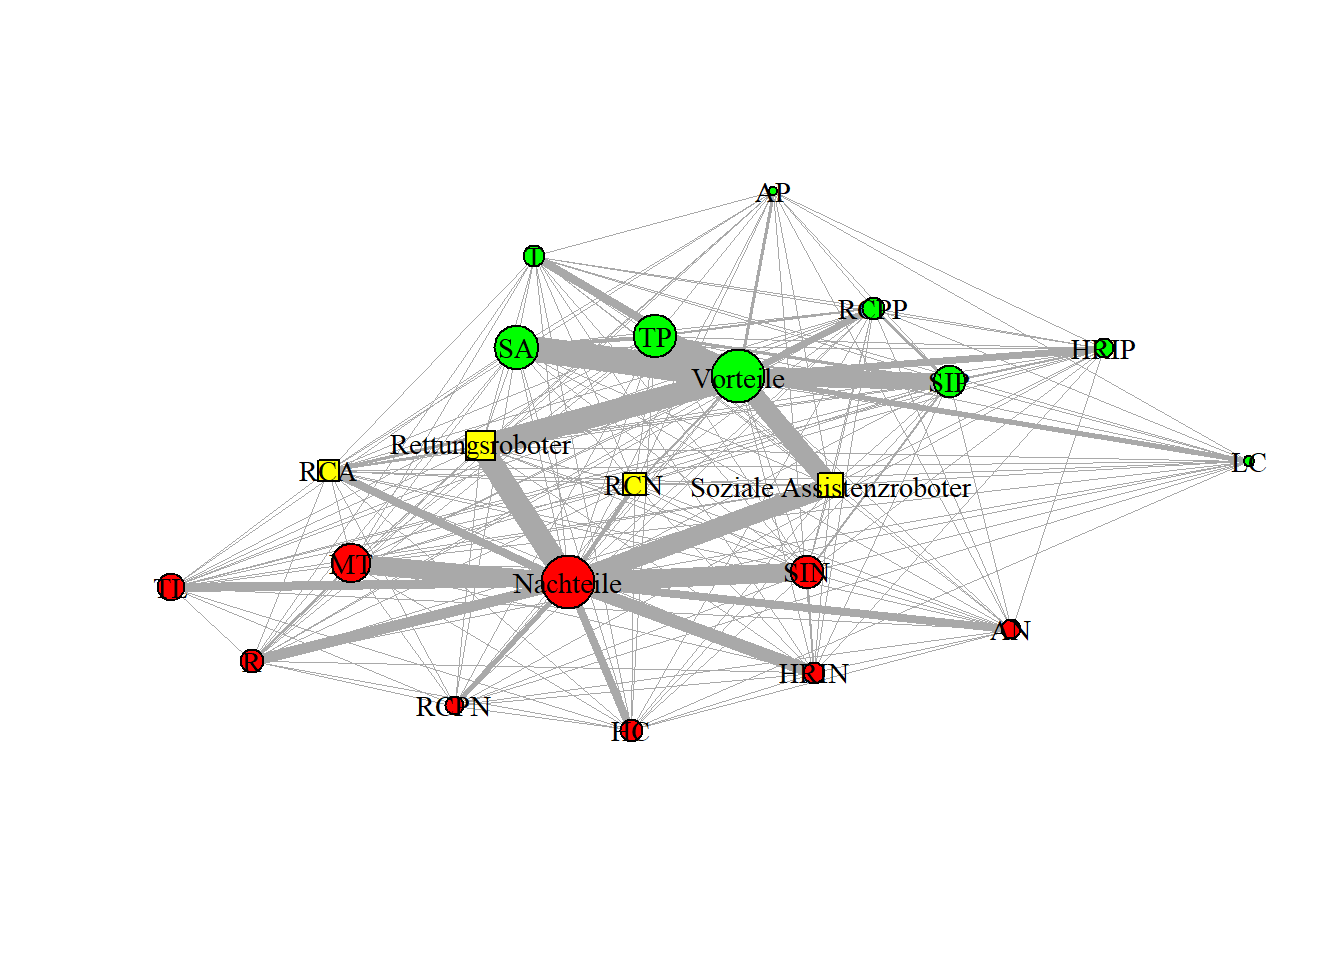 AP
I
RCPP
TP
SA
HRIP
Vorteile
SIP
Rettungsroboter
LC
RCA
RCN
Soziale Assistenzroboter
MT
SIN
Nachteile
TL
AN
R
HRIN
RCPN
HC